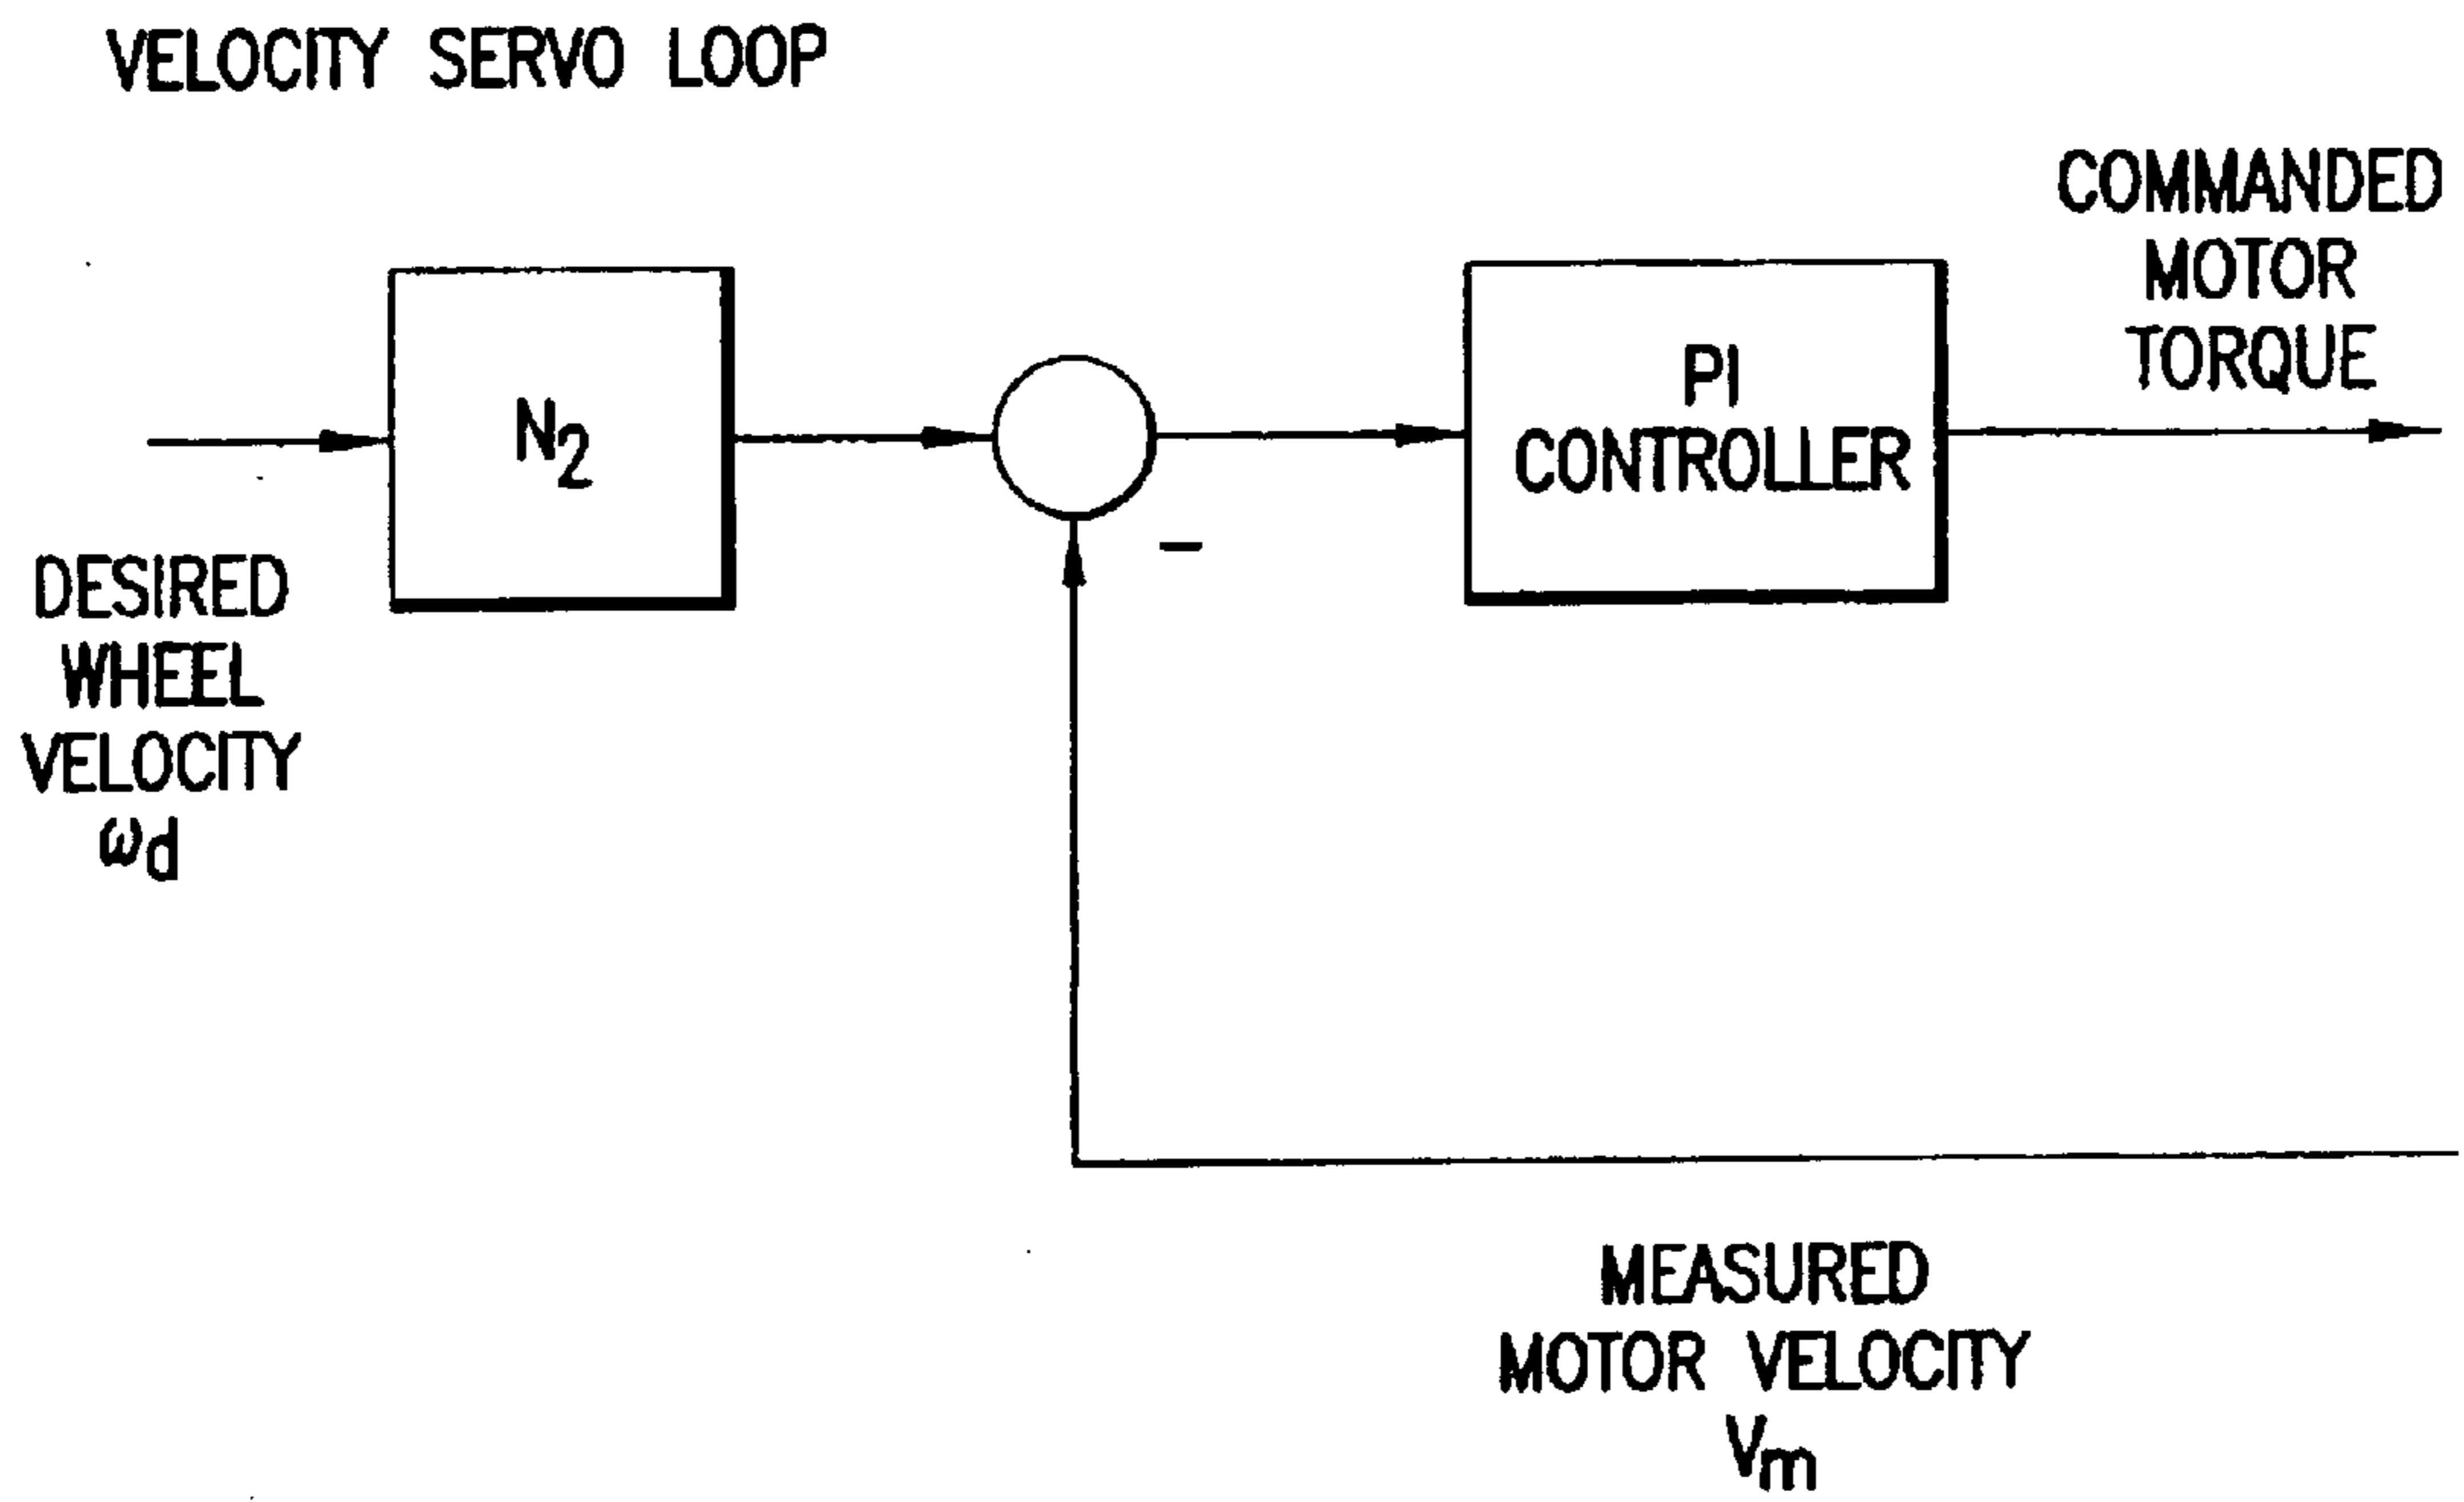 VELOCITY SERVO LOOP
COMMANDED
MOTOR
TORQUE
N2
PI
CONTROLLER
−
DESIRED
WHEEL
VELOCITY
ωd
MEASURED
MOTOR VELOCITY
Vm